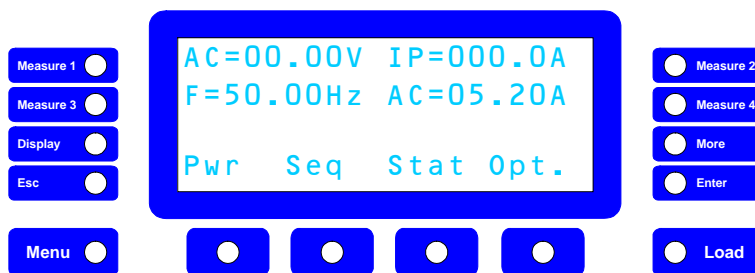 Measure 1
Measure 3
Display
Esc
Menu
AC=00.00V IP=000.0A
F=50.00Hz AC=05.20A
Pwr Seq Stat Opt.
Measure 2
Measure 4
More
Enter
Load